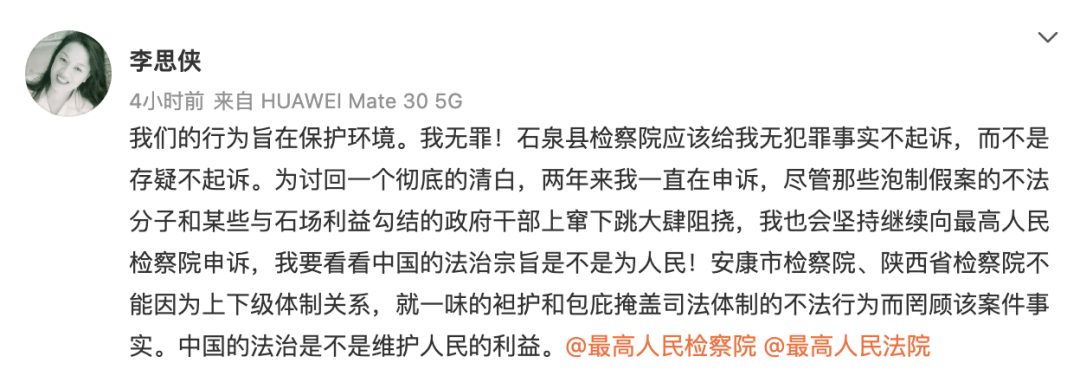 李思侠
4小时前 来自 HUAWEI Mate 30 5G
我们的行为旨在保护环境。我无罪！石泉县检察院应该给我无犯罪事实不起诉，而不是
存疑不起诉。为讨回一个彻底的清白，两年来我一直在申诉，尽管那些泡制假案的不法
分子和某些与石场利益勾结的政府干部上窜下跳大肆阻挠，我也会坚持继续向最高人民
检察院申诉，我要看看中国的法治宗旨是不是为人民！安康市检察院、陕西省检察院不
能因为上下级体制关系，就一味的袒护和包庇掩盖司法体制的不法行为而罔顾该案件事
实。中国的法治是不是维护人民的利益。@最高人民检察院 @最高人民法院